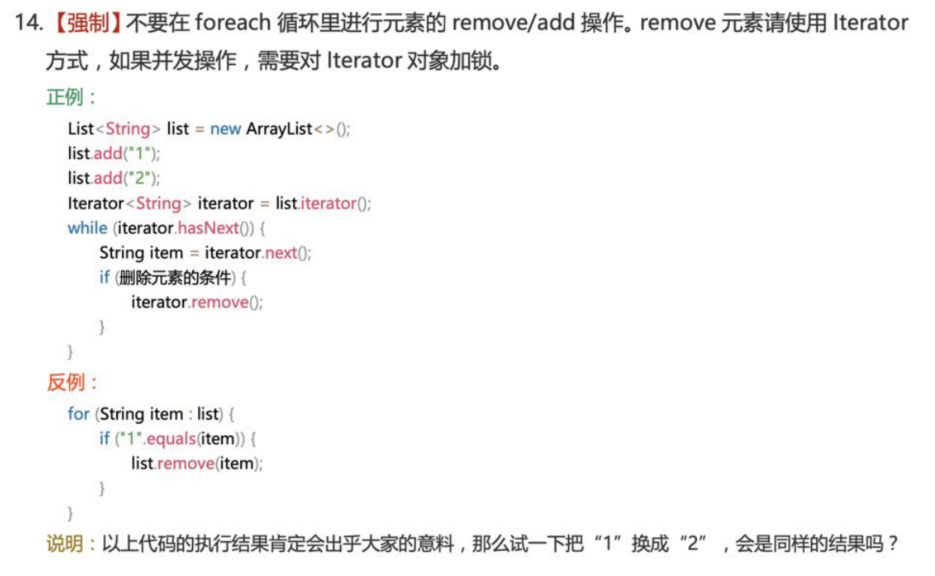 14.【强制】不要在 foreach 循环里进行元素的 remove/add 操作。remove 元素请使用 Iterator
方式，如果并发操作，需要对 Iterator 对象加锁。
正例：
List<String> list = new ArrayList<>();
list.add("1");
list.add("2");
Iterator<String> iterator = list.iterator();
while (iterator.hasNext()) {
String item = iterator.next();
if (删除元素的条件) {
iterator.remove();
}
}
反例：
for (String item : list) {
if ("1".equals(item)) {
list.remove(item);
}
}
说明：以上代码的执行结果肯定会出乎大家的意料，那么试一下把“1”换成“2”，会是同样的结果吗？